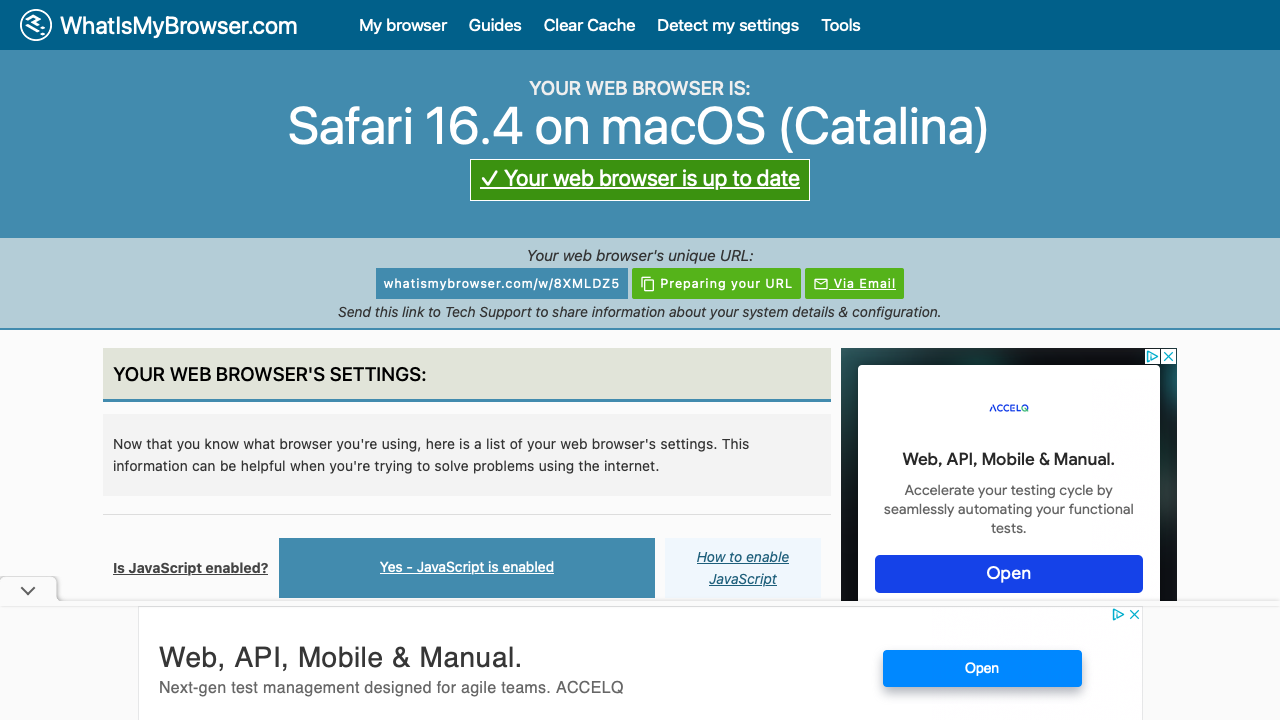 WhatIsMyBrowser.com
My browser Guides Clear Cache Detect my settings Tools
YOUR WEB BROWSER IS:
Safari 16.4 on macOS (Catalina)
✓ Your web browser is up to date
Your web browser's unique URL:
whatismybrowser.com/w/8XMLDZ5 Preparing your URL Via Email
Send this link to Tech Support to share information about your system details & configuration.
YOUR WEB BROWSER'S SETTINGS:
Now that you know what browser you're using, here is a list of your web browser's settings. This
information can be helpful when you're trying to solve problems using the internet.
Is JavaScript enabled?
Yes - JavaScript is enabled
How to enable
JavaScript
ACCELQ
Web, API, Mobile & Manual.
Accelerate your testing cycle by
seamlessly automating your functional
tests.
Open
Web, API, Mobile & Manual.
Next-gen test management designed for agile teams. ACCELQ
Open